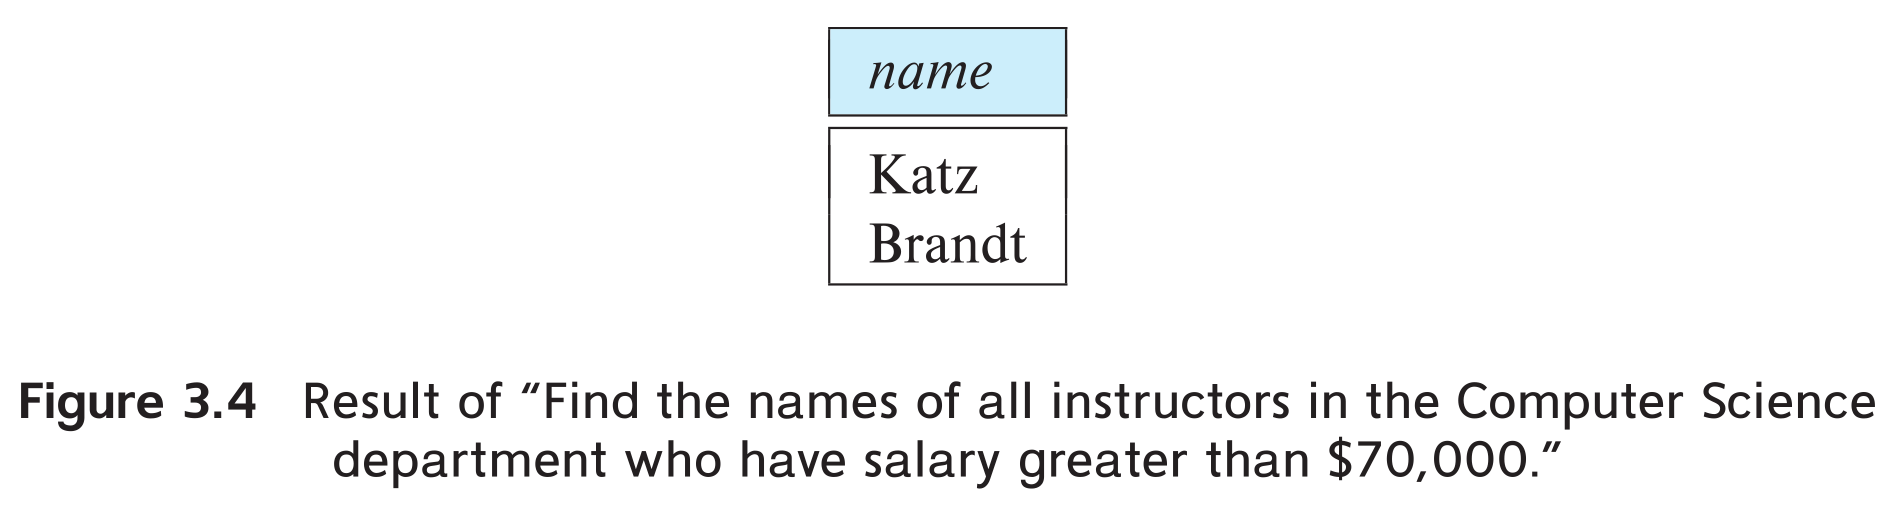 name
Katz
Brandt
Figure 3.4 Result of “Find the names of all instructors in the Computer Science
department who have salary greater than $70,000.”